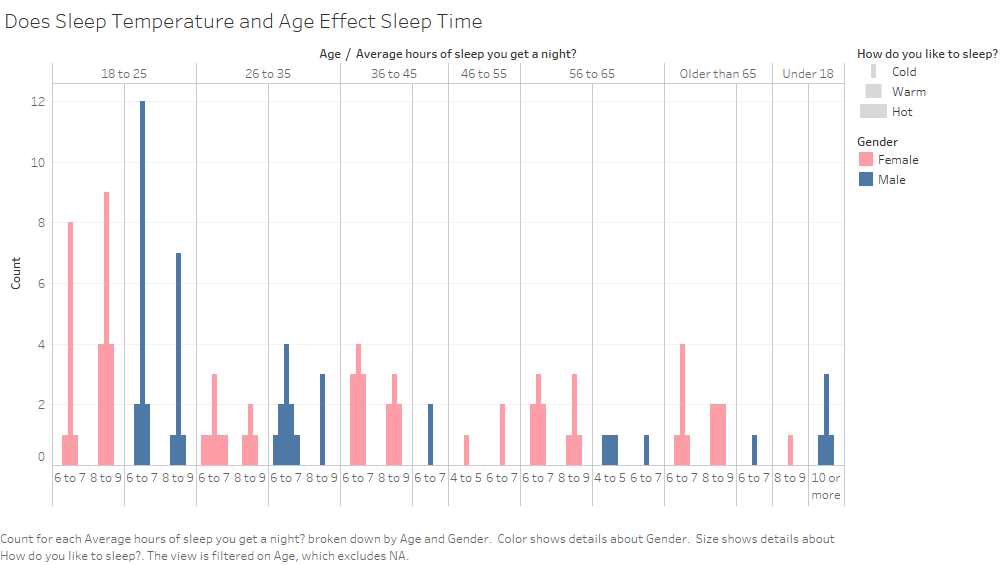 Does Sleep Temperature and Age Effect Sleep Time
Age / Average hours of sleep you get a night?
18 to 25 26 to 35 36 to 45 46 to 55 56 to 65 Older than 65 Under 18
12
10
8
6
4
2
0
Count
6 to 7 8 to 9 6 to 7 8 to 9 6 to 7 8 to 9 6 to 7 8 to 9 6 to 7 8 to 9 6 to 7 4 to 5 6 to 7 6 to 7 8 to 9 4 to 5 6 to 7 6 to 7 8 to 9 6 to 7 8 to 9 10 or
more
How do you like to sleep?
Cold
Warm
Hot
Gender
Female
Male
Count for each Average hours of sleep you get a night? broken down by Age and Gender. Color shows details about Gender. Size shows details about
How do you like to sleep?. The view is filtered on Age, which excludes NA.